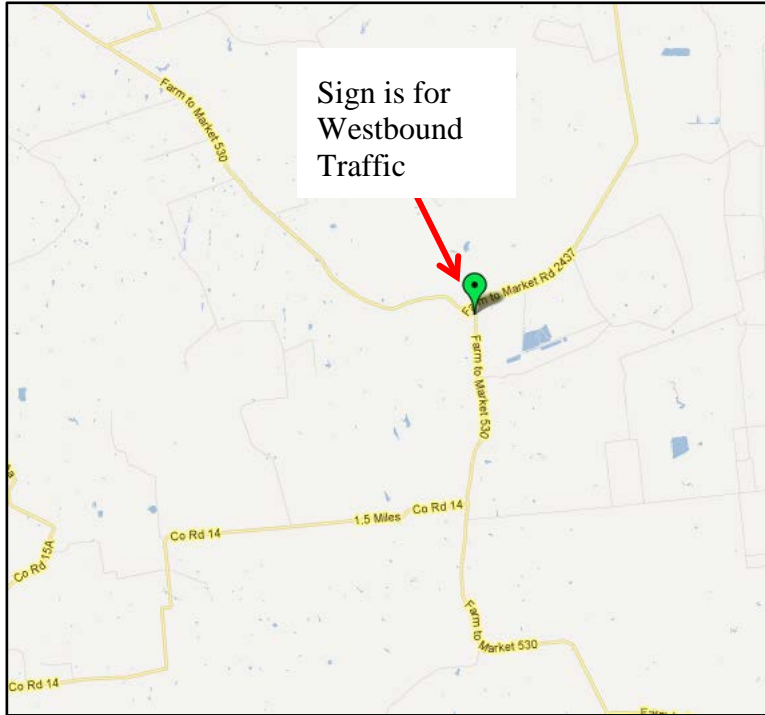 Farm to Market 530
Sign is for
Westbound
Traffic
Farm to Market Rd 2437
Farm to Market 530
Co Rd 14
1.5 Miles
Co Rd 14
Co Rd 15A
Farm to Market 530
Co Rd 14